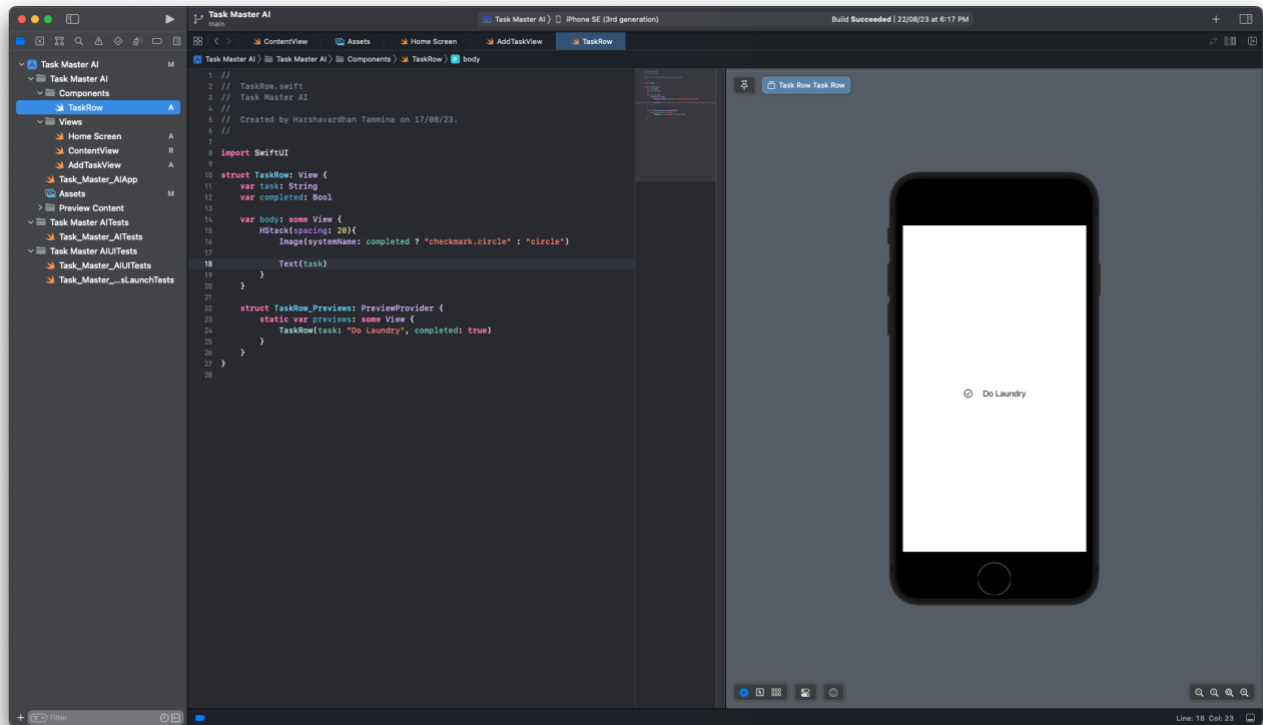 Task Master AI
main
Task Master AI 〉 iPhone SE (3rd generation)
Build Succeeded | 22/08/23 at 6:17 PM
ContentView
Assets
Home Screen
AddTaskView
TaskRow
Task Master AI 〉 Task Master AI 〉 Components 〉 TaskRow 〉 P body
Task Master AI M
Task Master AI
Components
TaskRow A
Views
Home Screen A
ContentView R
AddTaskView A
Task_Master_AIApp
Assets M
Preview Content
Task Master AITests
Task_Master_AITests
Task Master AIUITests
Task_Master_AIUITests
Task_Master_...sLaunchTests
Filter
1 //
2 // TaskRow.swift
3 // Task Master AI
4 //
5 // Created by Harshavardhan Tammina on 17/08/23.
6 //
7
8 import SwiftUI
9
10 struct TaskRow: View {
11 var task: String
12 var completed: Bool
13
14 var body: some View {
15 HStack(spacing: 20){
16 Image(systemName: completed ? "checkmark.circle" : "circle")
17
18 Text(task)
19 }
20 }
21
22 struct TaskRow_Previews: PreviewProvider {
23 static var previews: some View {
24 TaskRow(task: "Do Laundry", completed: true)
25 }
26 }
27 }
28
Task Row Task Row
Do Laundry
Line: 18 Col: 23